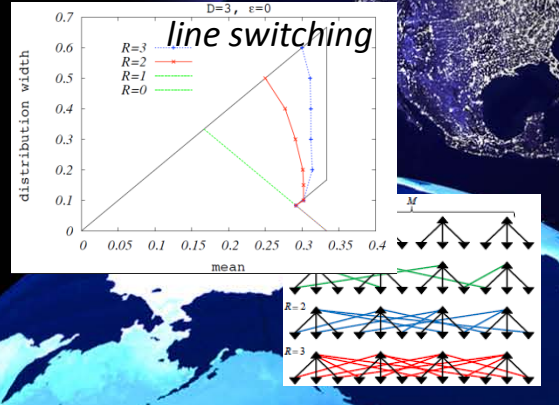 D=3, ε=0
line switching
0.7
0.6
0.5
0.4
0.3
0.2
0.1
0
R=3
R=2
R=1
R=0
distribution width
0 0.05 0.1 0.15 0.2 0.25 0.3 0.35 0.4
mean
M
R=2
R=3